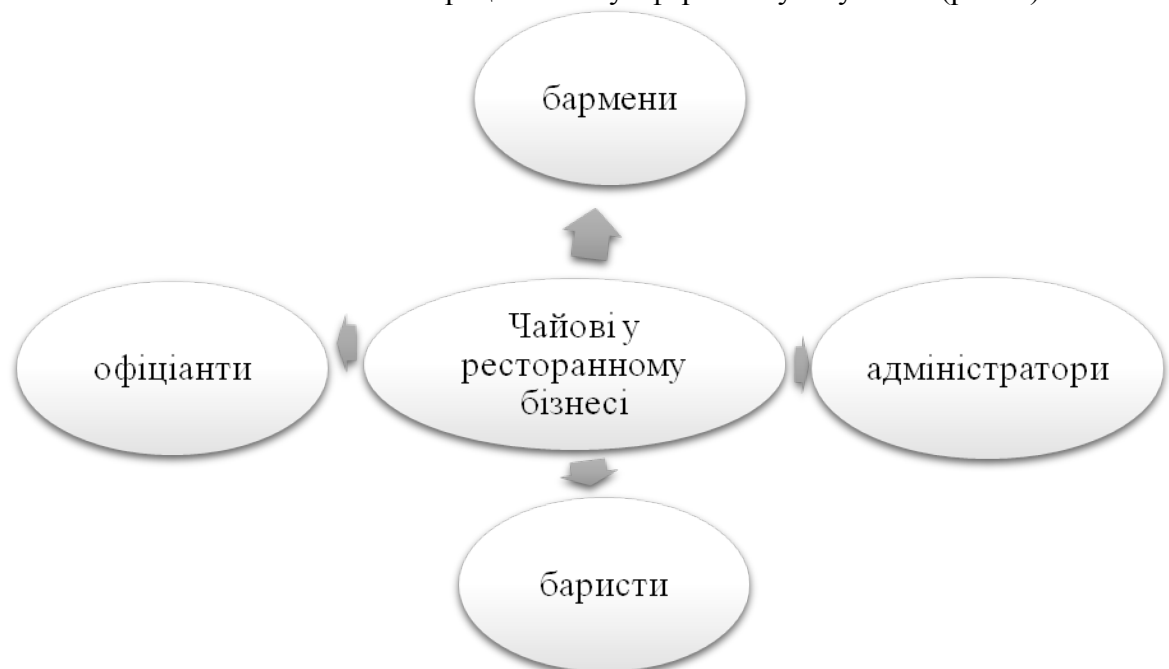 бармени
офіціанти
Чайові у
ресторанному
бізнесі
адміністратори
баристи